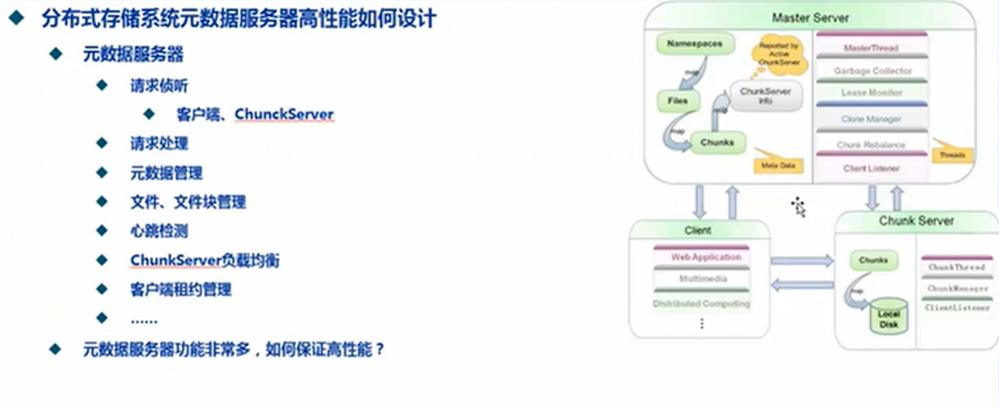 分布式存储系统元数据服务器高性能如何设计
元数据服务器
请求侦听
客户端、ChunckServer
请求处理
元数据管理
文件、文件块管理
心跳检测
ChunkServer负载均衡
客户端租约管理
......
元数据服务器功能非常多，如何保证高性能？
Master Server
Namespaces
map
Files
map
Chunks
map
Reported by
Active
ChunkServer
ChunkServer
Info
Meta Data
MasterThread
Garbage Collector
Lease Monitor
Clone Manager
Chunk Rebalance
Client Listener
Threads
Client
Web Application
Multimedia
Distributed Computing
Chunk Server
Chunks
map
Local
Disk
ChunkThread
ChunkManager
ClientListener